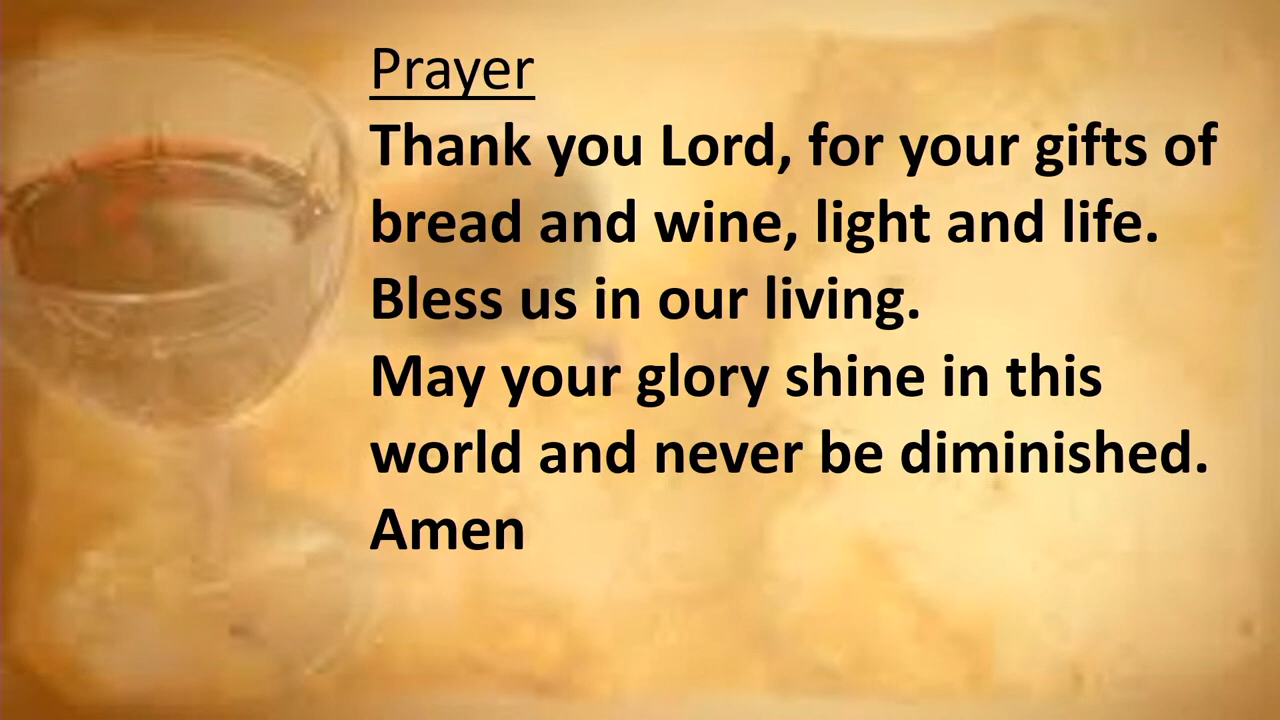 Prayer
Thank you Lord, for your gifts of
bread and wine, light and life.
Bless us in our living.
May your glory shine in this
world and never be diminished.
Amen